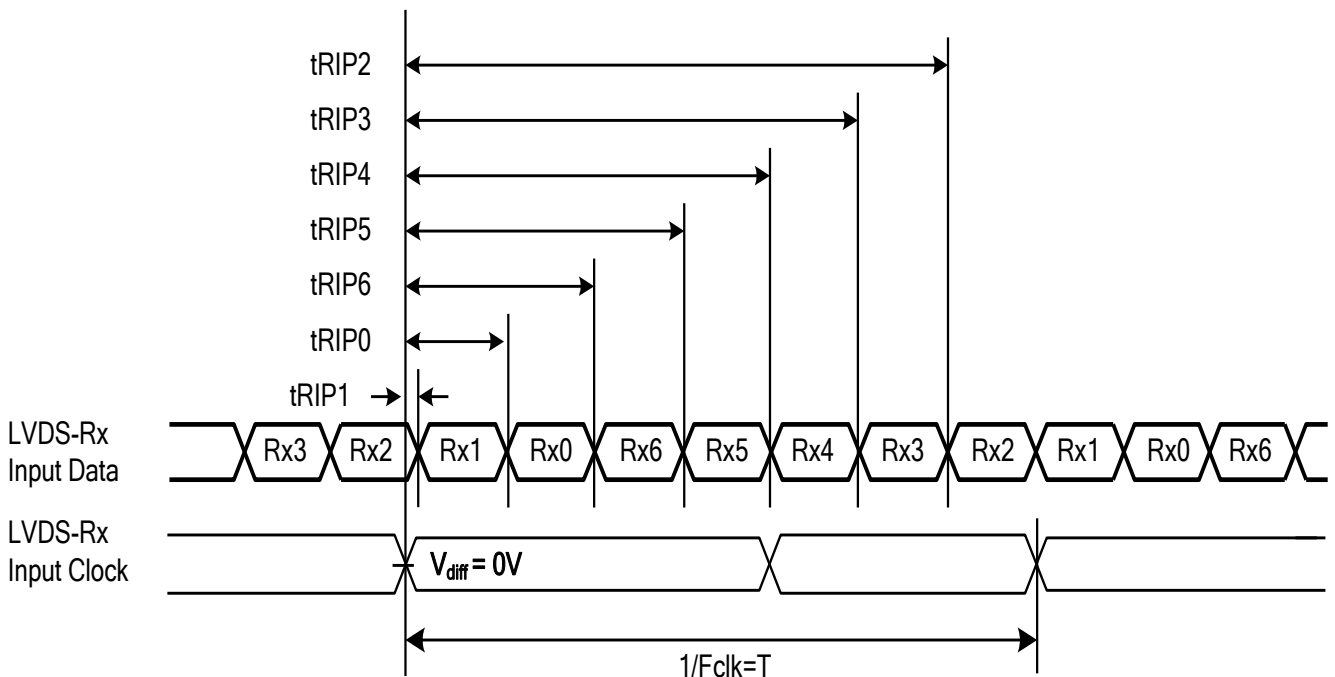 tRIP2
tRIP3
tRIP4
tRIP5
tRIP6
tRIP0
tRIP1
LVDS-Rx
Input Data
Rx3 Rx2 Rx1 Rx0 Rx6 Rx5 Rx4 Rx3 Rx2 Rx1 Rx0 Rx6
LVDS-Rx
Input Clock
Vdiff = 0V
1/Fclk=T